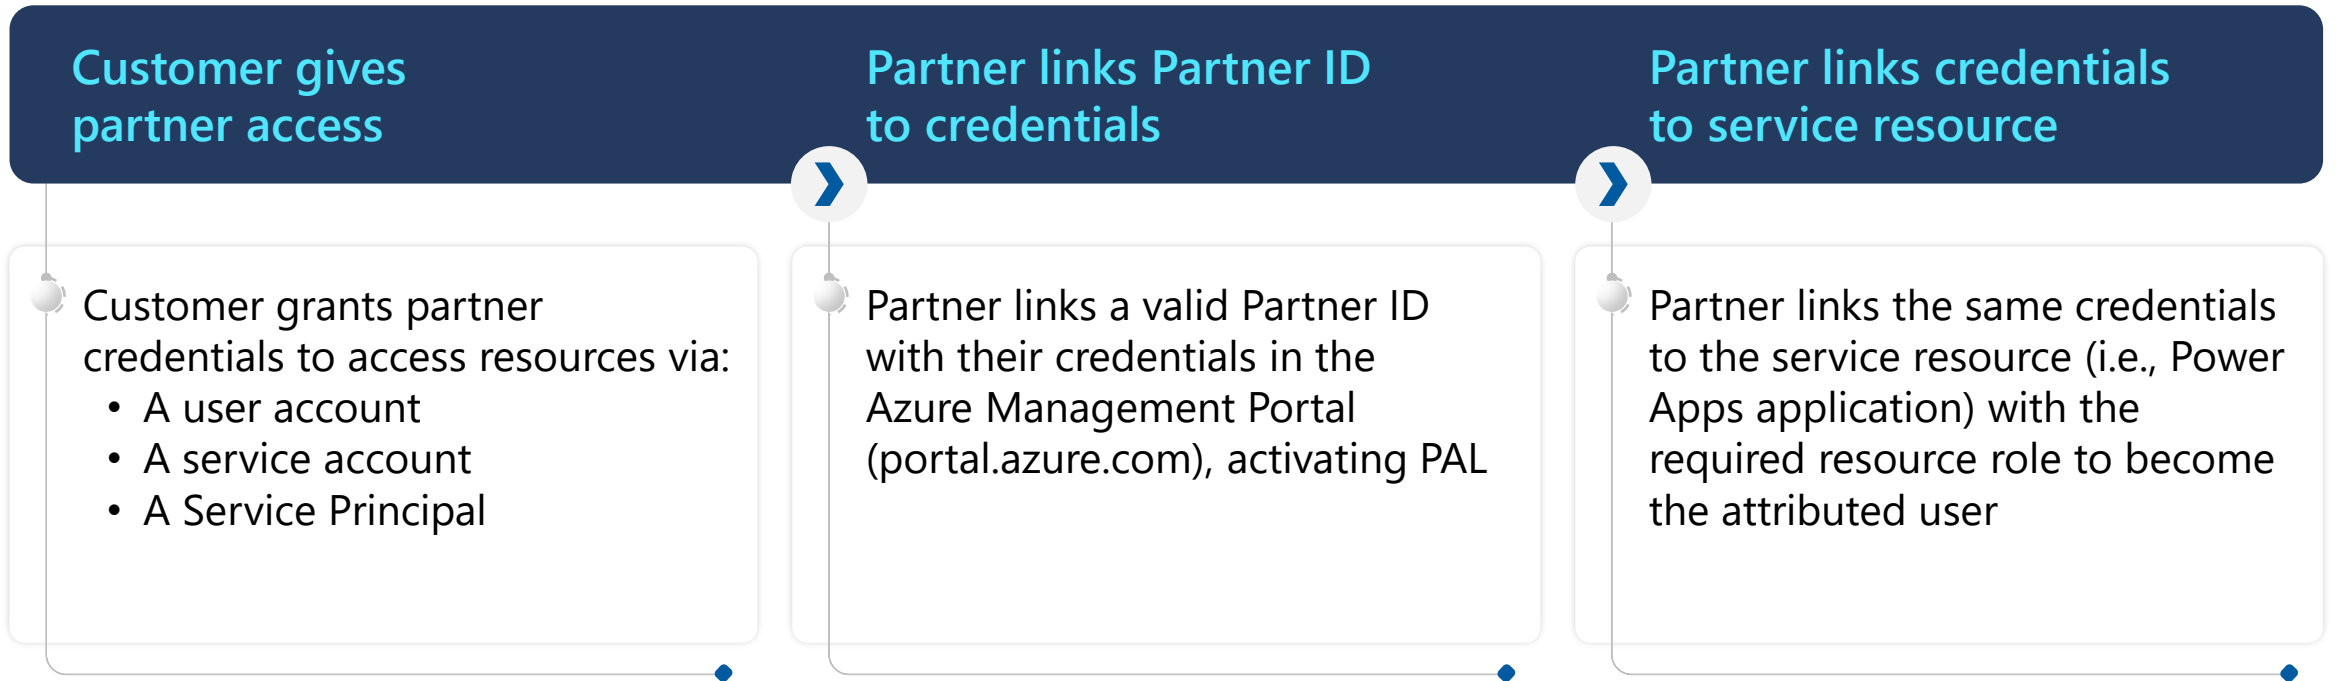 Customer gives
partner access
Partner links Partner ID
to credentials
Partner links credentials
to service resource
Customer grants partner
credentials to access resources via:
• A user account
• A service account
• A Service Principal
Partner links a valid Partner ID
with their credentials in the
Azure Management Portal
(portal.azure.com), activating PAL
Partner links the same credentials
to the service resource (i.e., Power
Apps application) with the
required resource role to become
the attributed user